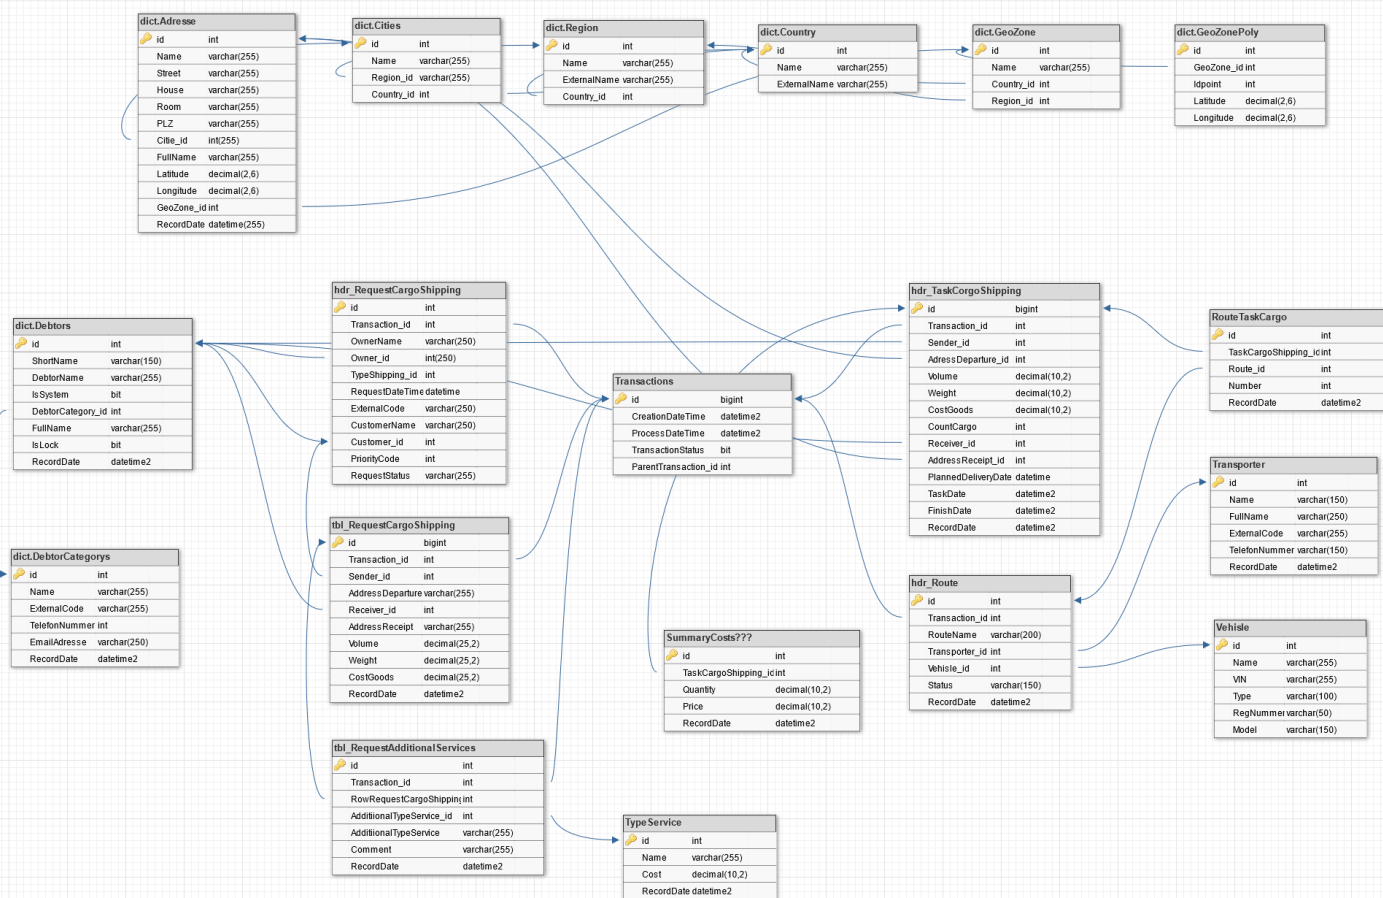 dict.Adresse
id int
Name varchar(255)
Street varchar(255)
House varchar(255)
Room varchar(255)
PLZ varchar(255)
Citie_id int(255)
FullName varchar(255)
Latitude decimal(2,6)
Longitude decimal(2,6)
GeoZone_id int
RecordDate datetime(255)
dict.Cities
id int
Name varchar(255)
Region_id varchar(255)
Country_id int
dict.Region
id int
Name varchar(255)
ExternalName varchar(255)
Country_id int
dict.Country
id int
Name varchar(255)
ExternalName varchar(255)
dict.GeoZone
id int
Name varchar(255)
Country_id int
Region_id int
dict.GeoZonePoly
id int
GeoZone_id int
Idpoint int
Latitude decimal(2,6)
Longitude decimal(2,6)
dict.Debtors
id int
ShortName varchar(150)
DebtorName varchar(255)
IsSystem bit
DebtorCategory_id int
FullName varchar(255)
IsLock bit
RecordDate datetime2
hdr_RequestCargoShipping
id int
Transaction_id int
OwnerName varchar(250)
Owner_id int(250)
TypeShipping_id int
RequestDateTime datetime
ExternalCode varchar(250)
CustomerName varchar(250)
Customer_id int
PriorityCode int
RequestStatus varchar(255)
Transactions
id bigint
CreationDateTime datetime2
ProcessDateTime datetime2
TransactionStatus bit
ParentTransaction_id int
hdr_TaskCorgoShipping
id bigint
Transaction_id int
Sender_id int
AdressDeparture_id int
Volume decimal(10,2)
Weight decimal(10,2)
CostGoods decimal(10,2)
CountCargo int
Receiver_id int
AddressReceipt_id int
PlannedDeliveryDate datetime
TaskDate datetime2
FinishDate datetime2
RecordDate datetime2
RouteTaskCargo
id int
TaskCargoShipping_id int
Route_id int
Number int
RecordDate datetime2
Transporter
id int
Name varchar(150)
FullName varchar(250)
ExternalCode varchar(255)
TelefonNummer varchar(150)
RecordDate datetime2
dict.DebtorCategorys
id int
Name varchar(255)
ExternalCode varchar(255)
TelefonNummer int
EmailAdresse varchar(250)
RecordDate datetime2
tbl_RequestCargoShipping
id bigint
Transaction_id int
Sender_id int
AddressDeparture varchar(255)
Receiver_id int
AddressReceipt varchar(255)
Volume decimal(25,2)
Weight decimal(25,2)
CostGoods decimal(25,2)
RecordDate datetime2
SummaryCosts???
id int
TaskCargoShipping_id int
Quantity decimal(10,2)
Price decimal(10,2)
RecordDate datetime2
hdr_Route
id int
Transaction_id int
RouteName varchar(200)
Transporter_id int
Vehisle_id int
Status varchar(150)
RecordDate datetime2
Vehisle
id int
Name varchar(255)
VIN varchar(255)
Type varchar(100)
RegNummer varchar(50)
Model varchar(150)
tbl_RequestAdditionalServices
id int
Transaction_id int
RowRequestCargoShipping int
AdditionalTypeService_id int
AdditionalTypeService varchar(255)
Comment varchar(255)
RecordDate datetime2
TypeService
id int
Name varchar(255)
Cost decimal(10,2)
RecordDate datetime2